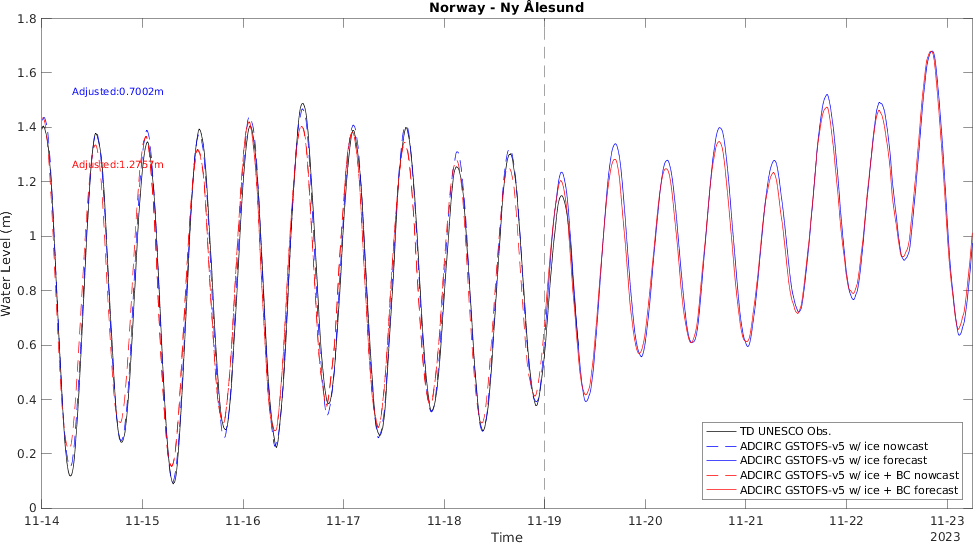 Norway - Ny Ålesund
1.8
1.6
1.4
1.2
1
0.8
0.6
0.4
0.2
0
Water Level (m)
Adjusted:0.7002m
Adjusted:1.2757m
TD UNESCO Obs.
ADCIRC GSTOFS-v5 w/ ice nowcast
ADCIRC GSTOFS-v5 w/ ice forecast
ADCIRC GSTOFS-v5 w/ ice + BC nowcast
ADCIRC GSTOFS-v5 w/ ice + BC forecast
11-14 11-15 11-16 11-17 11-18 11-19 11-20 11-21 11-22 11-23
2023
Time